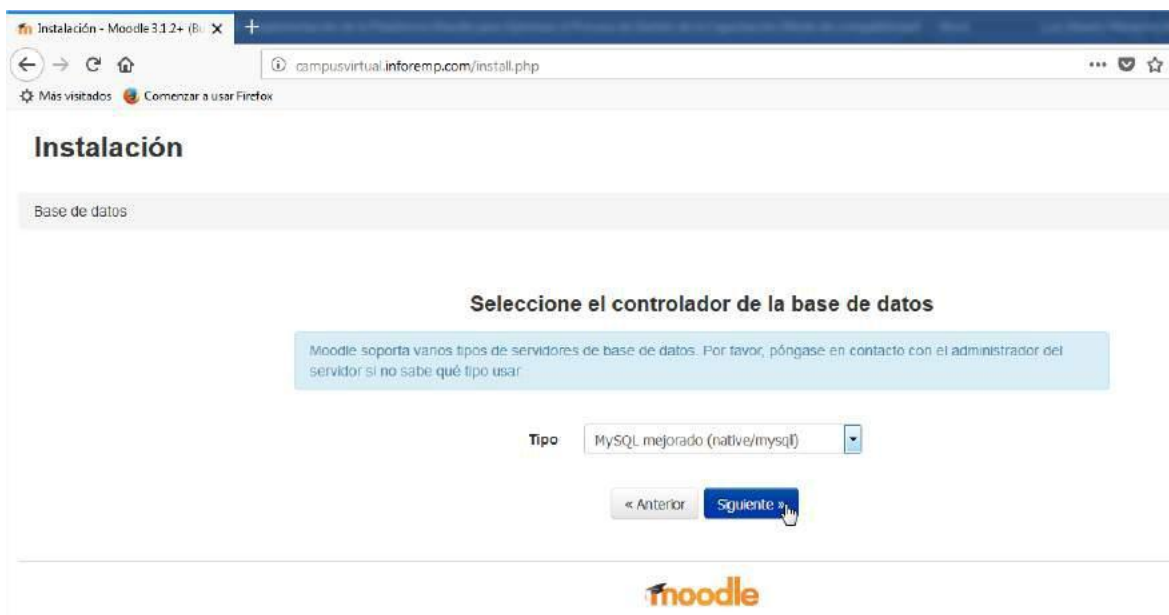 Instalación - Moodle 3.1.2+ (Bu
campusvirtual.inforemp.com/install.php
Más visitados Comenzar a usar Firefox
Instalación
Base de datos
Seleccione el controlador de la base de datos
Moodle soporta varios tipos de servidores de base de datos. Por favor, póngase en contacto con el administrador del
servidor si no sabe qué tipo usar
Tipo MySQL mejorado (native/mysqli)
« Anterior Siguiente »
moodle